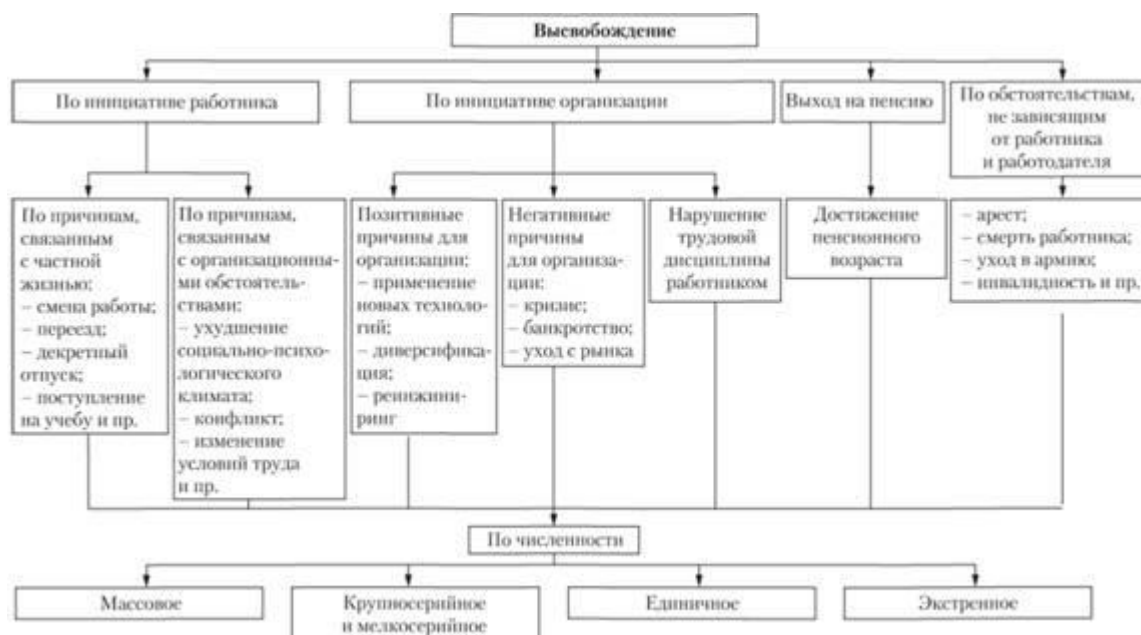 Высвобождение
По инициативе работника
По инициативе организации
Выход на пенсию
По обстоятельствам,
не зависящим
от работника
и работодателя
По причинам,
связанным
с частной
жизнью:
– смена работы;
– переезд;
– декретный
отпуск;
– поступление
на учебу и пр.
По причинам,
связанным
с организационны-
ми обстоятель-
ствами:
– ухудшение
социально-психо-
логического
климата;
– конфликт;
– изменение
условий труда
и пр.
Позитивные
причины для
организации:
– применение
новых техноло-
гий;
– диверсифика-
ция;
– реинжини-
ринг
Негативные
причины
для организа-
ции:
– кризис;
– банкротство;
– уход с рынка
Нарушение
трудовой
дисциплины
работником
Достижение
пенсионного
возраста
– арест;
– смерть работника;
– уход в армию;
– инвалидность и пр.
По численности
Массовое
Крупносерийное
и мелкосерийное
Единичное
Экстренное